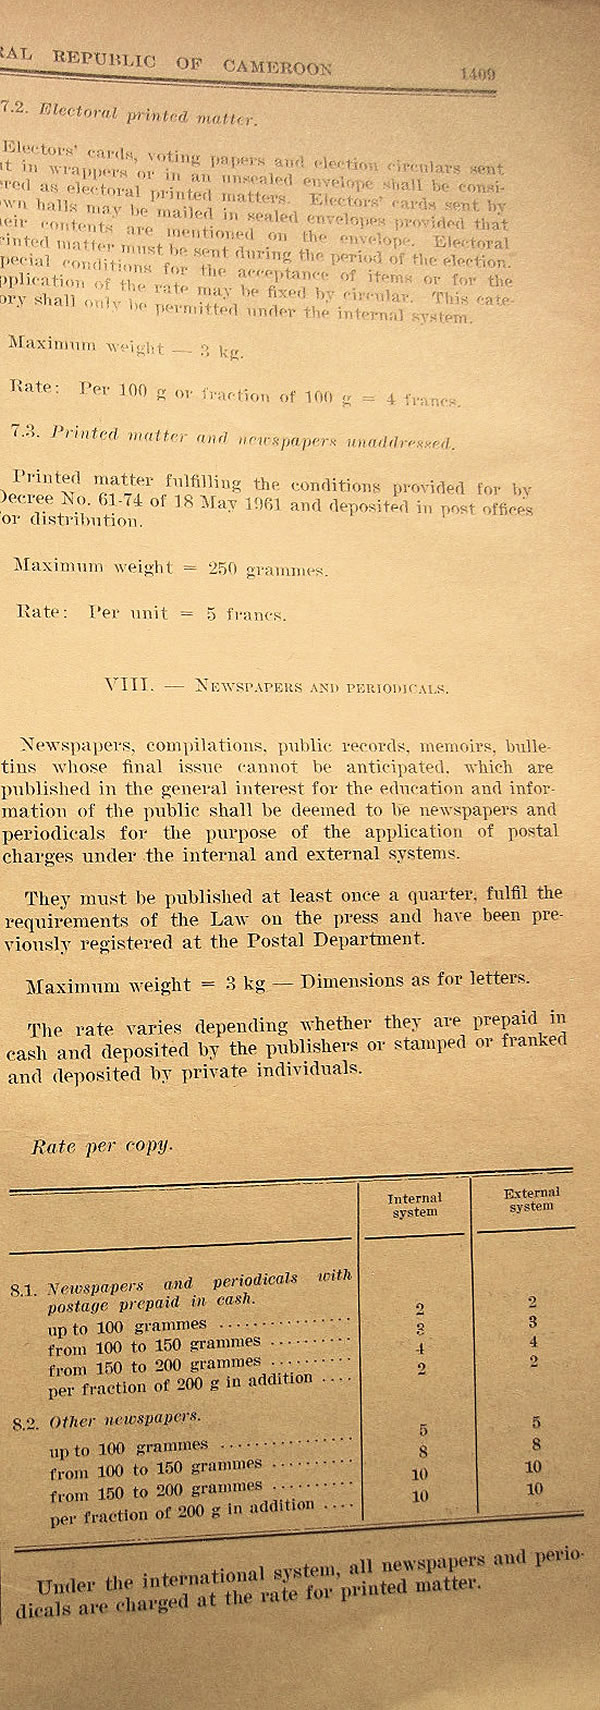 RAL REPUBLIC OF CAMEROON 1409
7.2. Electoral printed matter.
Electors' cards, voting papers and election circulars sent
t in wrappers or in an unsealed envelope shall be consi-
red as electoral printed matters. Electors' cards sent by
wn halls may be mailed in sealed envelopes provided that
eir contents are mentioned on the envelope. Electoral
rinted matter must be sent during the period of the election.
pecial conditions for the acceptance of items or for the
pplication of the rate may be fixed by circular. This cate-
ory shall only be permitted under the internal system.
Maximum weight — 3 kg.
Rate: Per 100 g or fraction of 100 g = 4 francs.
7.3. Printed matter and newspapers unaddressed.
Printed matter fulfilling the conditions provided for by
Decree No. 61-74 of 18 May 1961 and deposited in post offices
for distribution.
Maximum weight = 250 grammes.
Rate: Per unit = 5 francs.
VIII. — NEWSPAPERS AND PERIODICALS.
Newspapers, compilations, public records, memoirs, bulle-
tins whose final issue cannot be anticipated, which are
published in the general interest for the education and infor-
mation of the public shall be deemed to be newspapers and
periodicals for the purpose of the application of postal
charges under the internal and external systems.
They must be published at least once a quarter, fulfil the
requirements of the Law on the press and have been pre-
viously registered at the Postal Department.
Maximum weight = 3 kg — Dimensions as for letters.
The rate varies depending whether they are prepaid in
cash and deposited by the publishers or stamped or franked
and deposited by private individuals.
Rate per copy.
Internal system External system
8.1. Newspapers and periodicals with
postage prepaid in cash.
up to 100 grammes ................ 2 2
from 100 to 150 grammes .......... 3 3
from 150 to 200 grammes .......... 4 4
per fraction of 200 g in addition .... 2 2
8.2. Other newspapers.
up to 100 grammes ................ 5 5
from 100 to 150 grammes .......... 8 8
from 150 to 200 grammes .......... 10 10
per fraction of 200 g in addition .... 10 10
Under the international system, all newspapers and perio-
dicals are charged at the rate for printed matter.